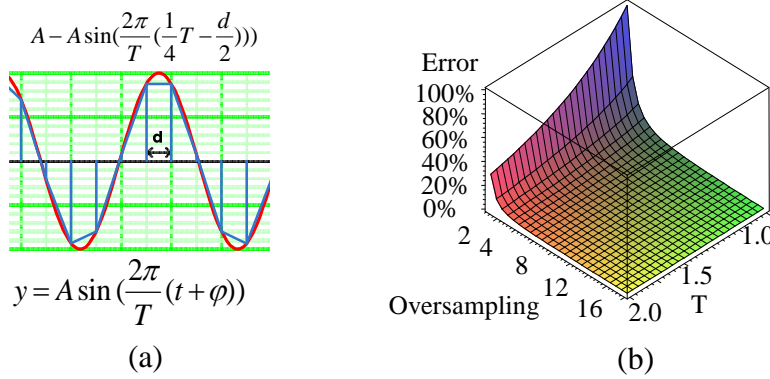 A − A sin(2π/T (1/4 T − d/2)))
d
y = A sin(2π/T (t + φ))
(a)
Error
100%
80%
60%
40%
20%
0%
2
4
8
12
16
Oversampling
1.0
1.5
2.0
T
(b)